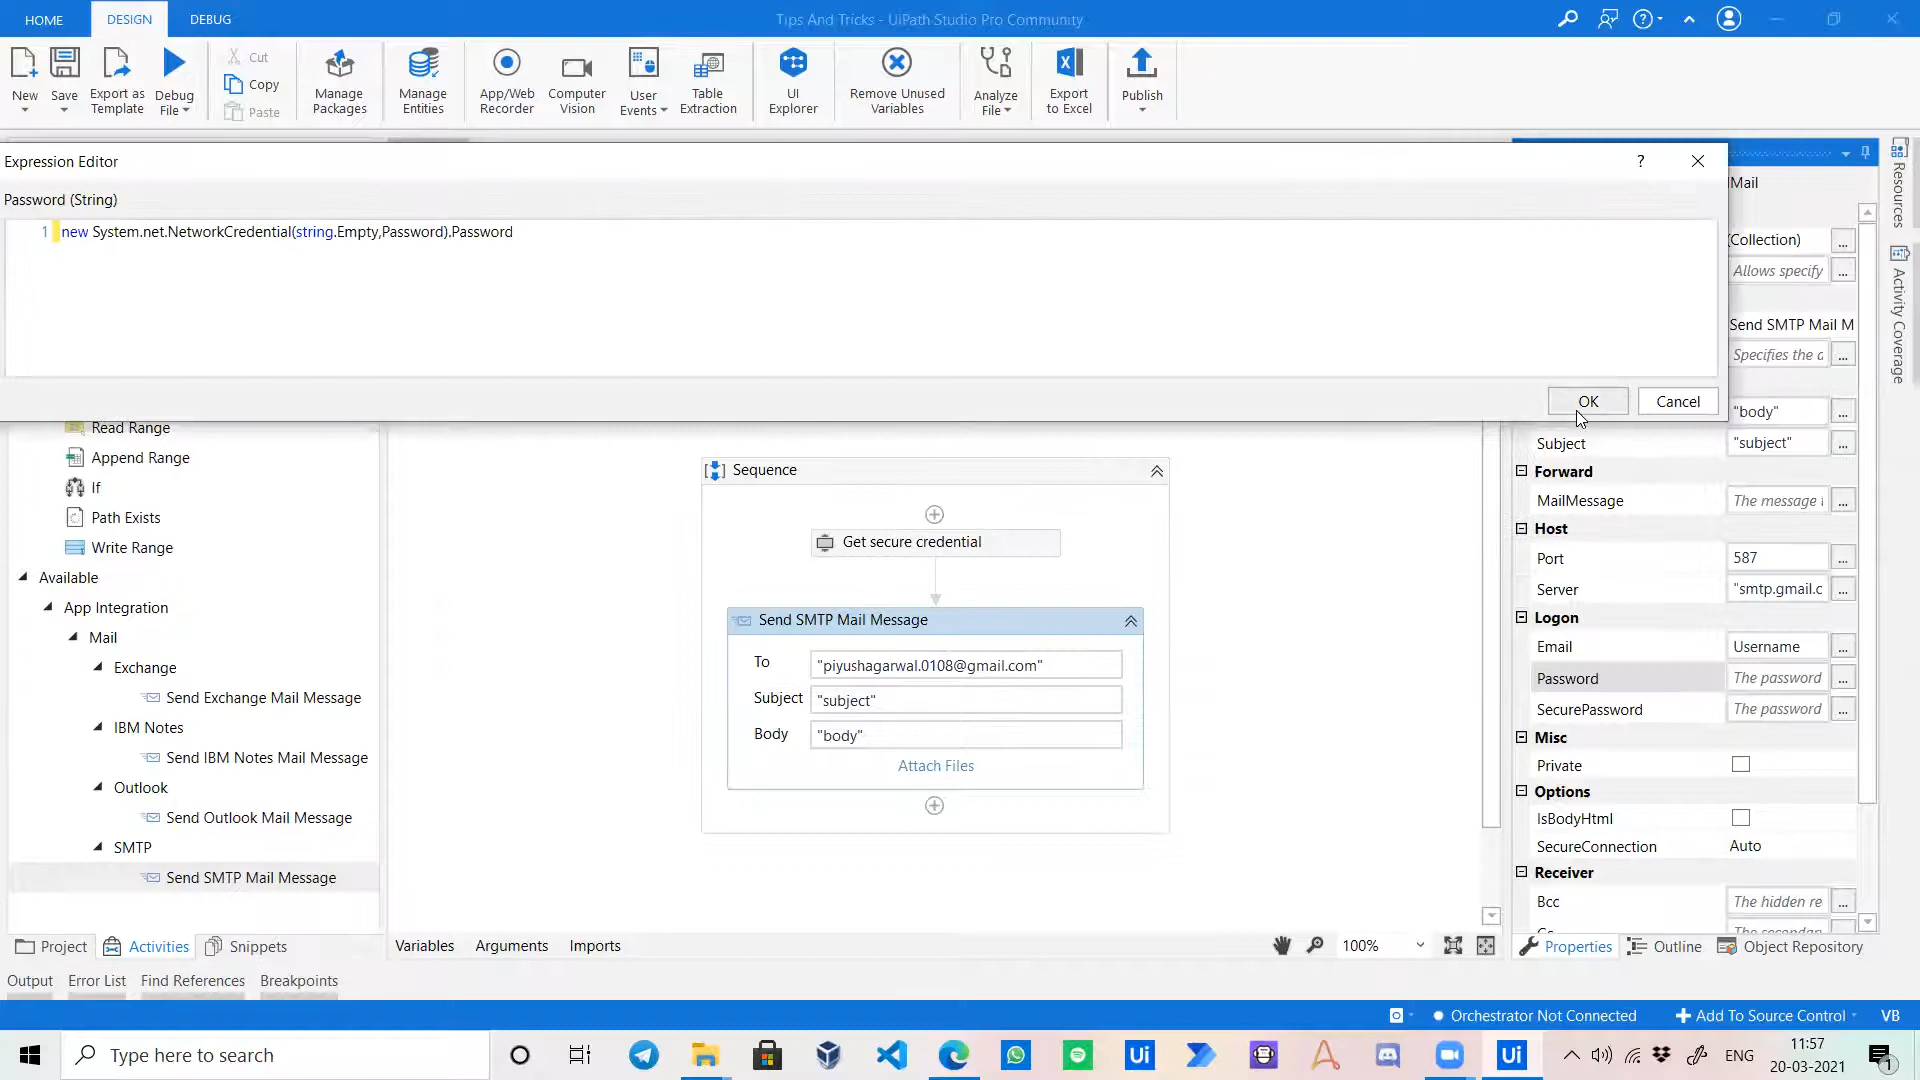 HOME
DESIGN
DEBUG
Tips And Tricks - UiPath Studio Pro Community
New
Save
Export as Template
Debug File
Cut
Copy
Paste
Manage Packages
Manage Entities
App/Web Recorder
Computer Vision
User Events
Table Extraction
UI Explorer
Remove Unused Variables
Analyze File
Export to Excel
Publish
Expression Editor
?
Password (String)
1 new System.net.NetworkCredential(string.Empty,Password).Password
OK
Cancel
Mail
(Collection) ...
Allows specify ...
Send SMTP Mail M
Specifies the ...
"body" ...
Subject "subject" ...
Forward
MailMessage The message ...
Host
Port 587 ...
Server "smtp.gmail.c ...
Logon
Email Username ...
Password The password ...
SecurePassword The password ...
Misc
Private
Options
IsBodyHtml
SecureConnection Auto
Receiver
Bcc The hidden re ...
Resources
Activity Coverage
Read Range
Append Range
If
Path Exists
Write Range
Available
App Integration
Mail
Exchange
Send Exchange Mail Message
IBM Notes
Send IBM Notes Mail Message
Outlook
Send Outlook Mail Message
SMTP
Send SMTP Mail Message
Sequence
Get secure credential
Send SMTP Mail Message
To "piyushagarwal.0108@gmail.com"
Subject "subject"
Body "body"
Attach Files
Project
Activities
Snippets
Variables
Arguments
Imports
100%
Properties
Outline
Object Repository
Output
Error List
Find References
Breakpoints
Orchestrator Not Connected
Add To Source Control
VB
Type here to search
Ui
Ui
ENG
11:57
20-03-2021
1